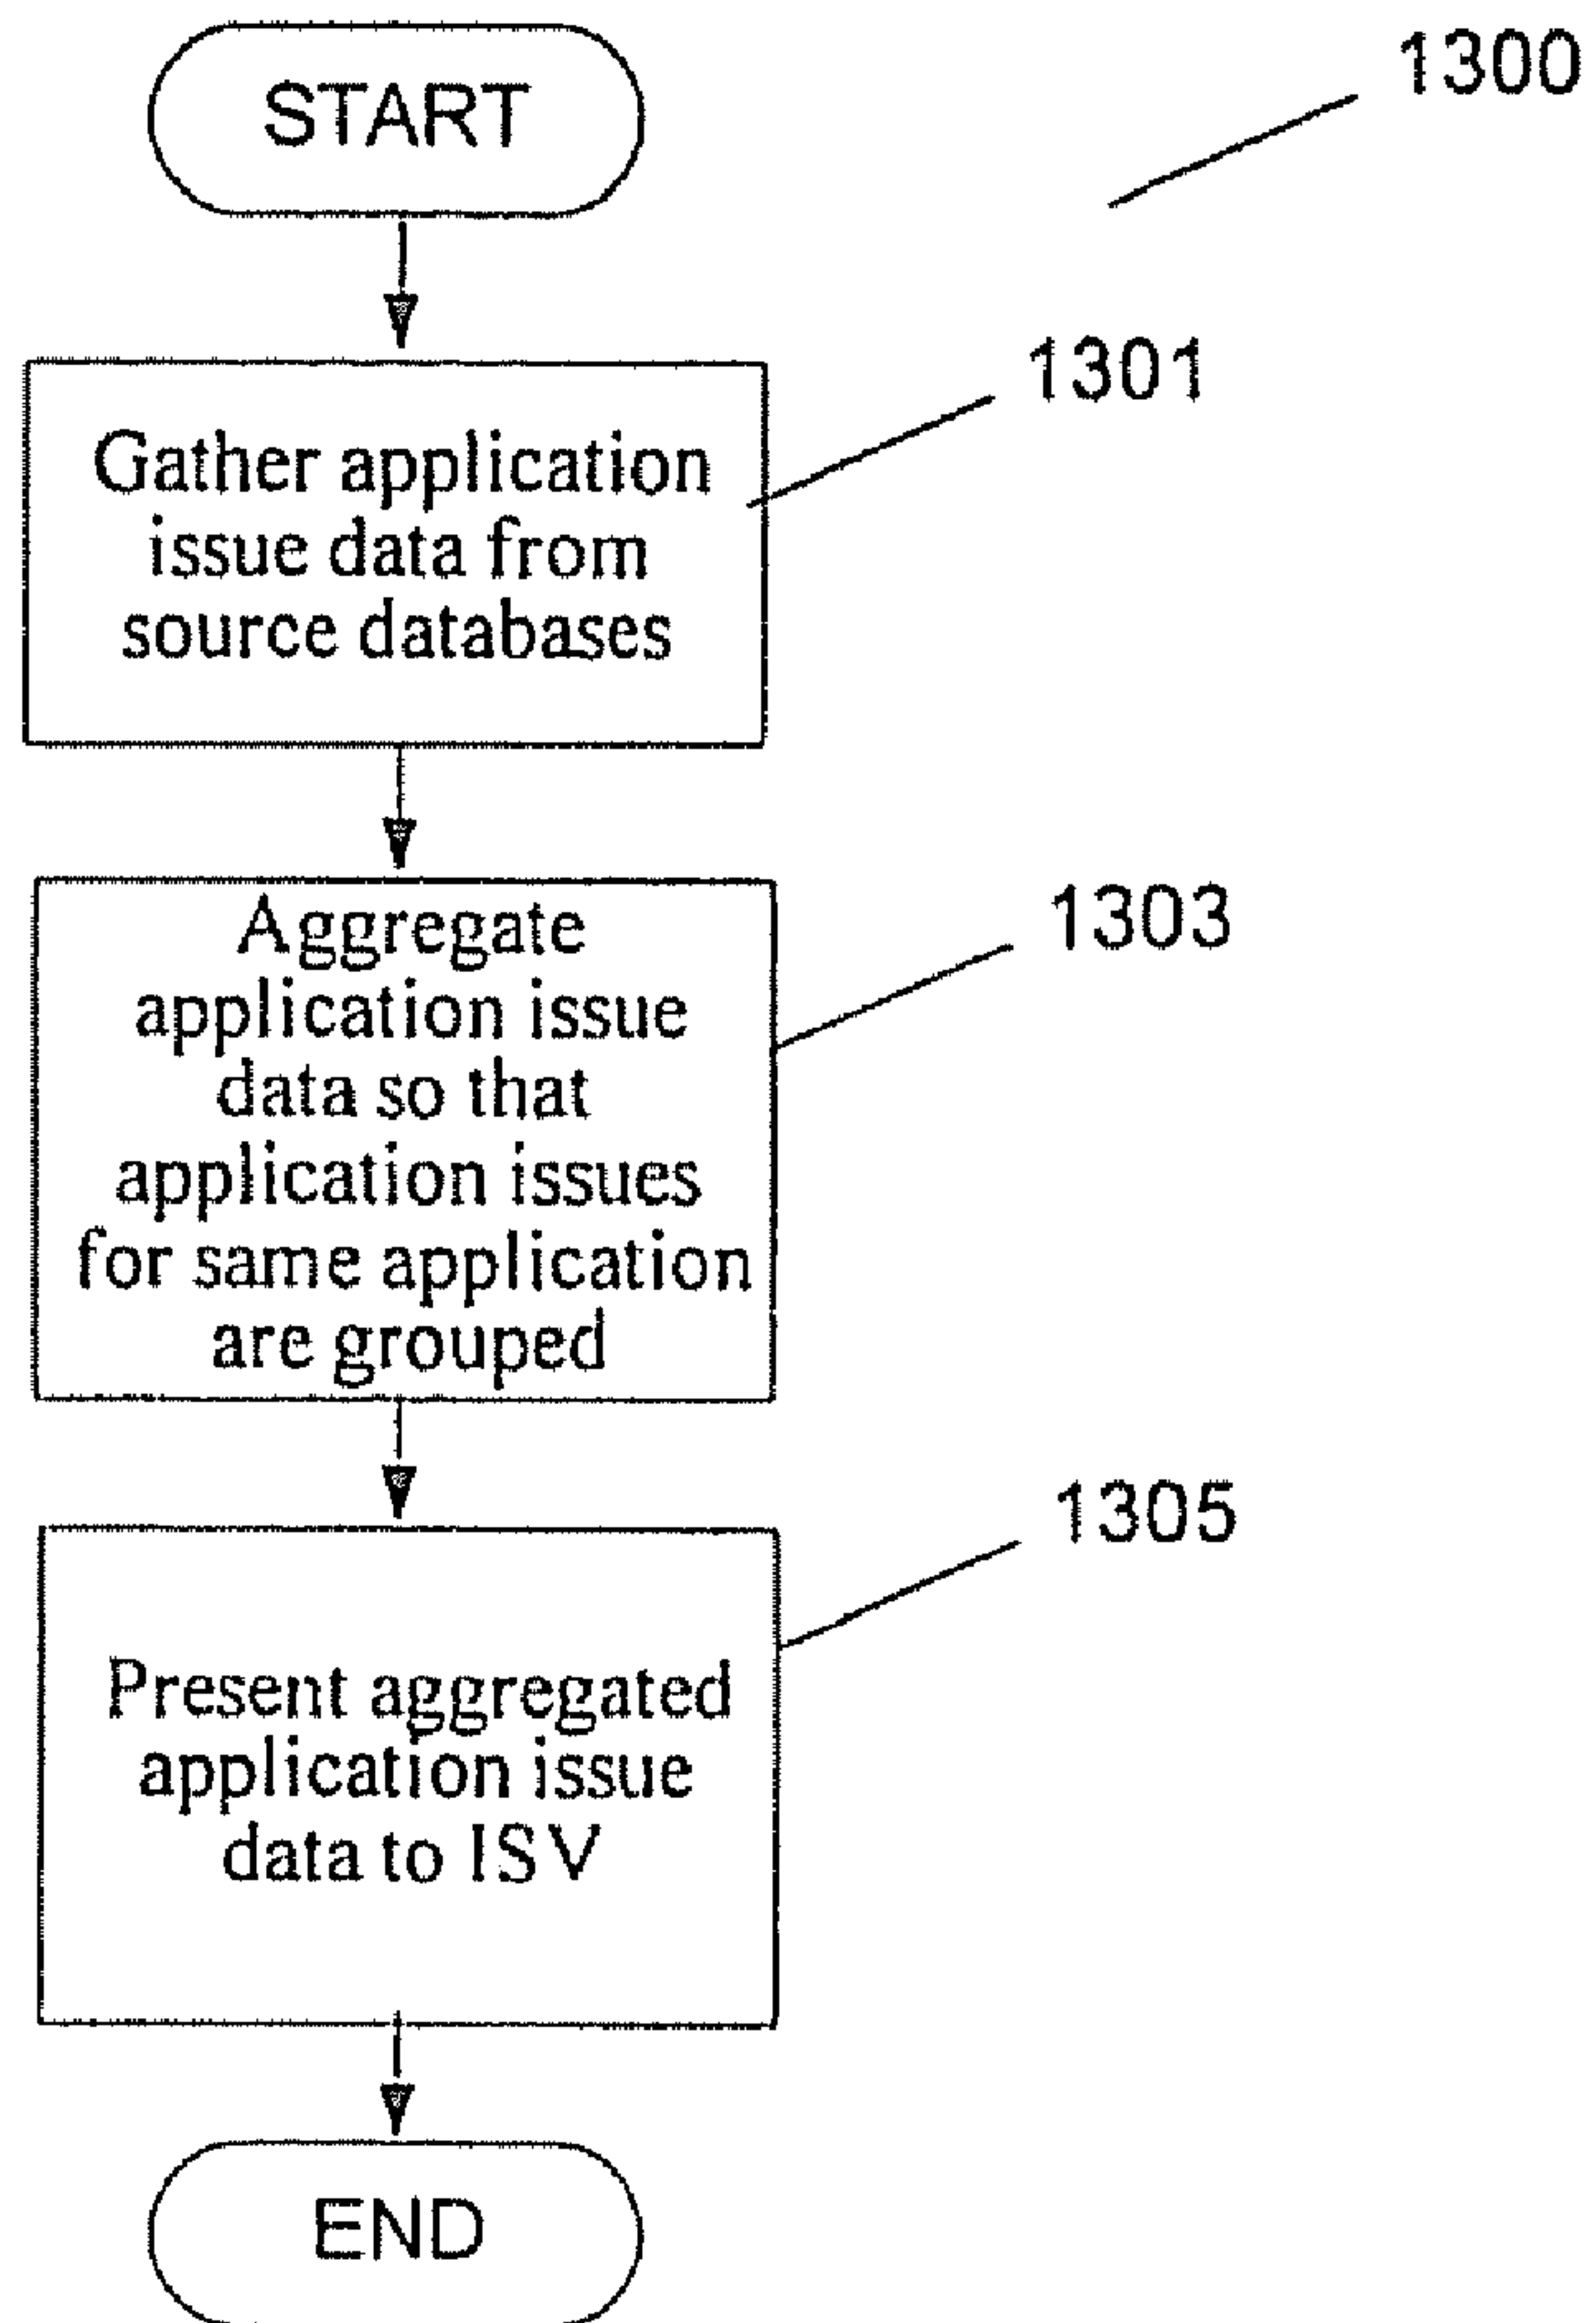 START
1300
1301
Gather application
issue data from
source databases
1303
Aggregate
application issue
data so that
application issues
for same application
are grouped
1305
Present aggregated
application issue
data to ISV
END